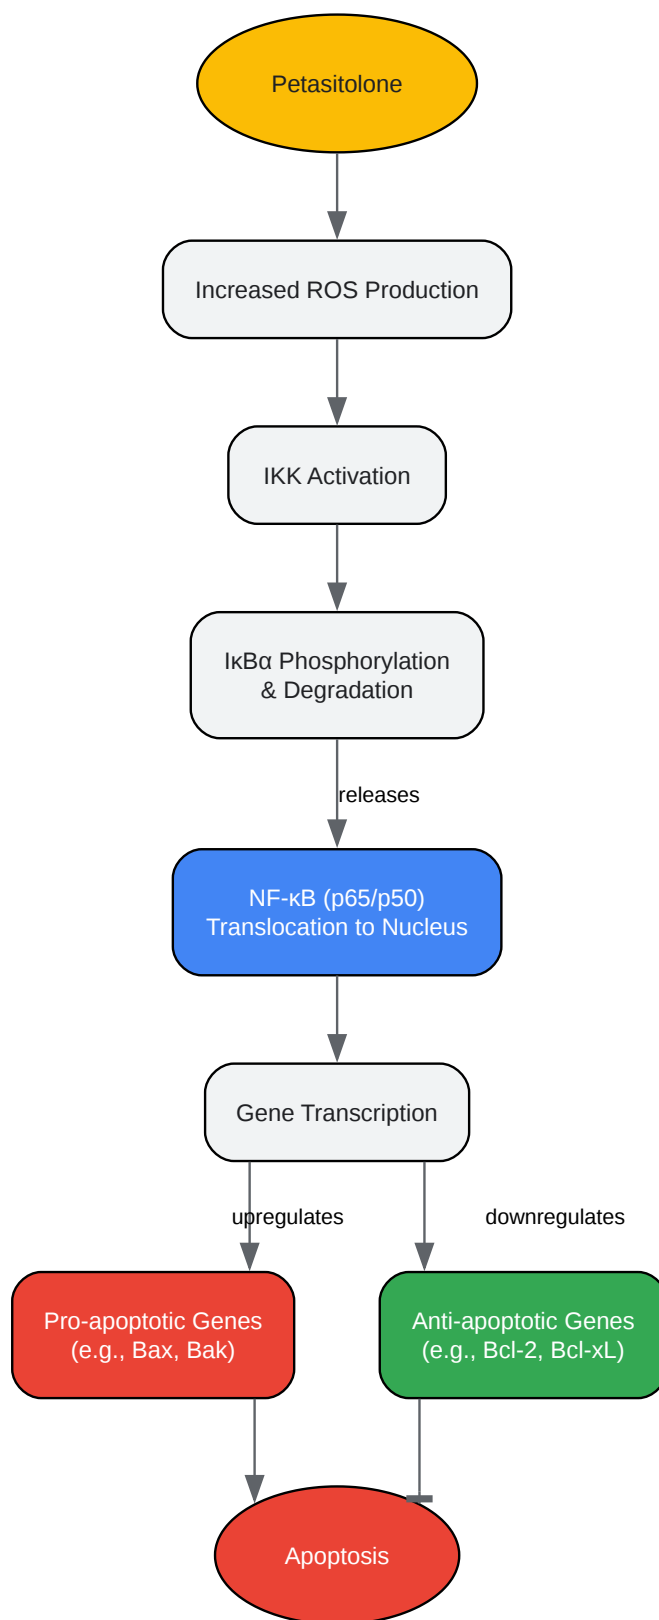 Petasitolone
Increased ROS Production
IKK Activation
IκBα Phosphorylation
& Degradation
releases
NF-κB (p65/p50)
Translocation to Nucleus
Gene Transcription
upregulates
downregulates
Pro-apoptotic Genes
(e.g., Bax, Bak)
Anti-apoptotic Genes
(e.g., Bcl-2, Bcl-xL)
Apoptosis